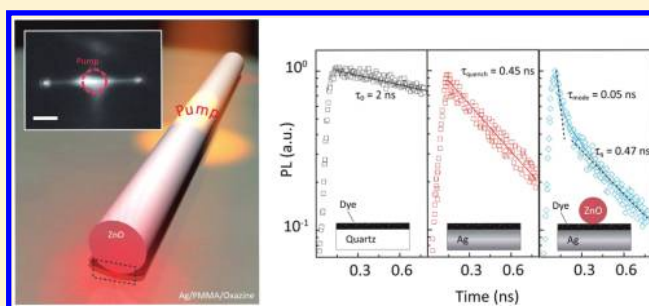 Pump
Pump
ZnO
Ag/PMMA/Oxazine
PL (a.u.)
10⁰
10⁻¹
τ₀ = 2 ns
Dye
Quartz
τquench = 0.45 ns
Ag
τmode = 0.05 ns
τq = 0.47 ns
Dye
ZnO
Ag
0.3 0.6 0.3 0.6 0.3 0.6
Time (ns)